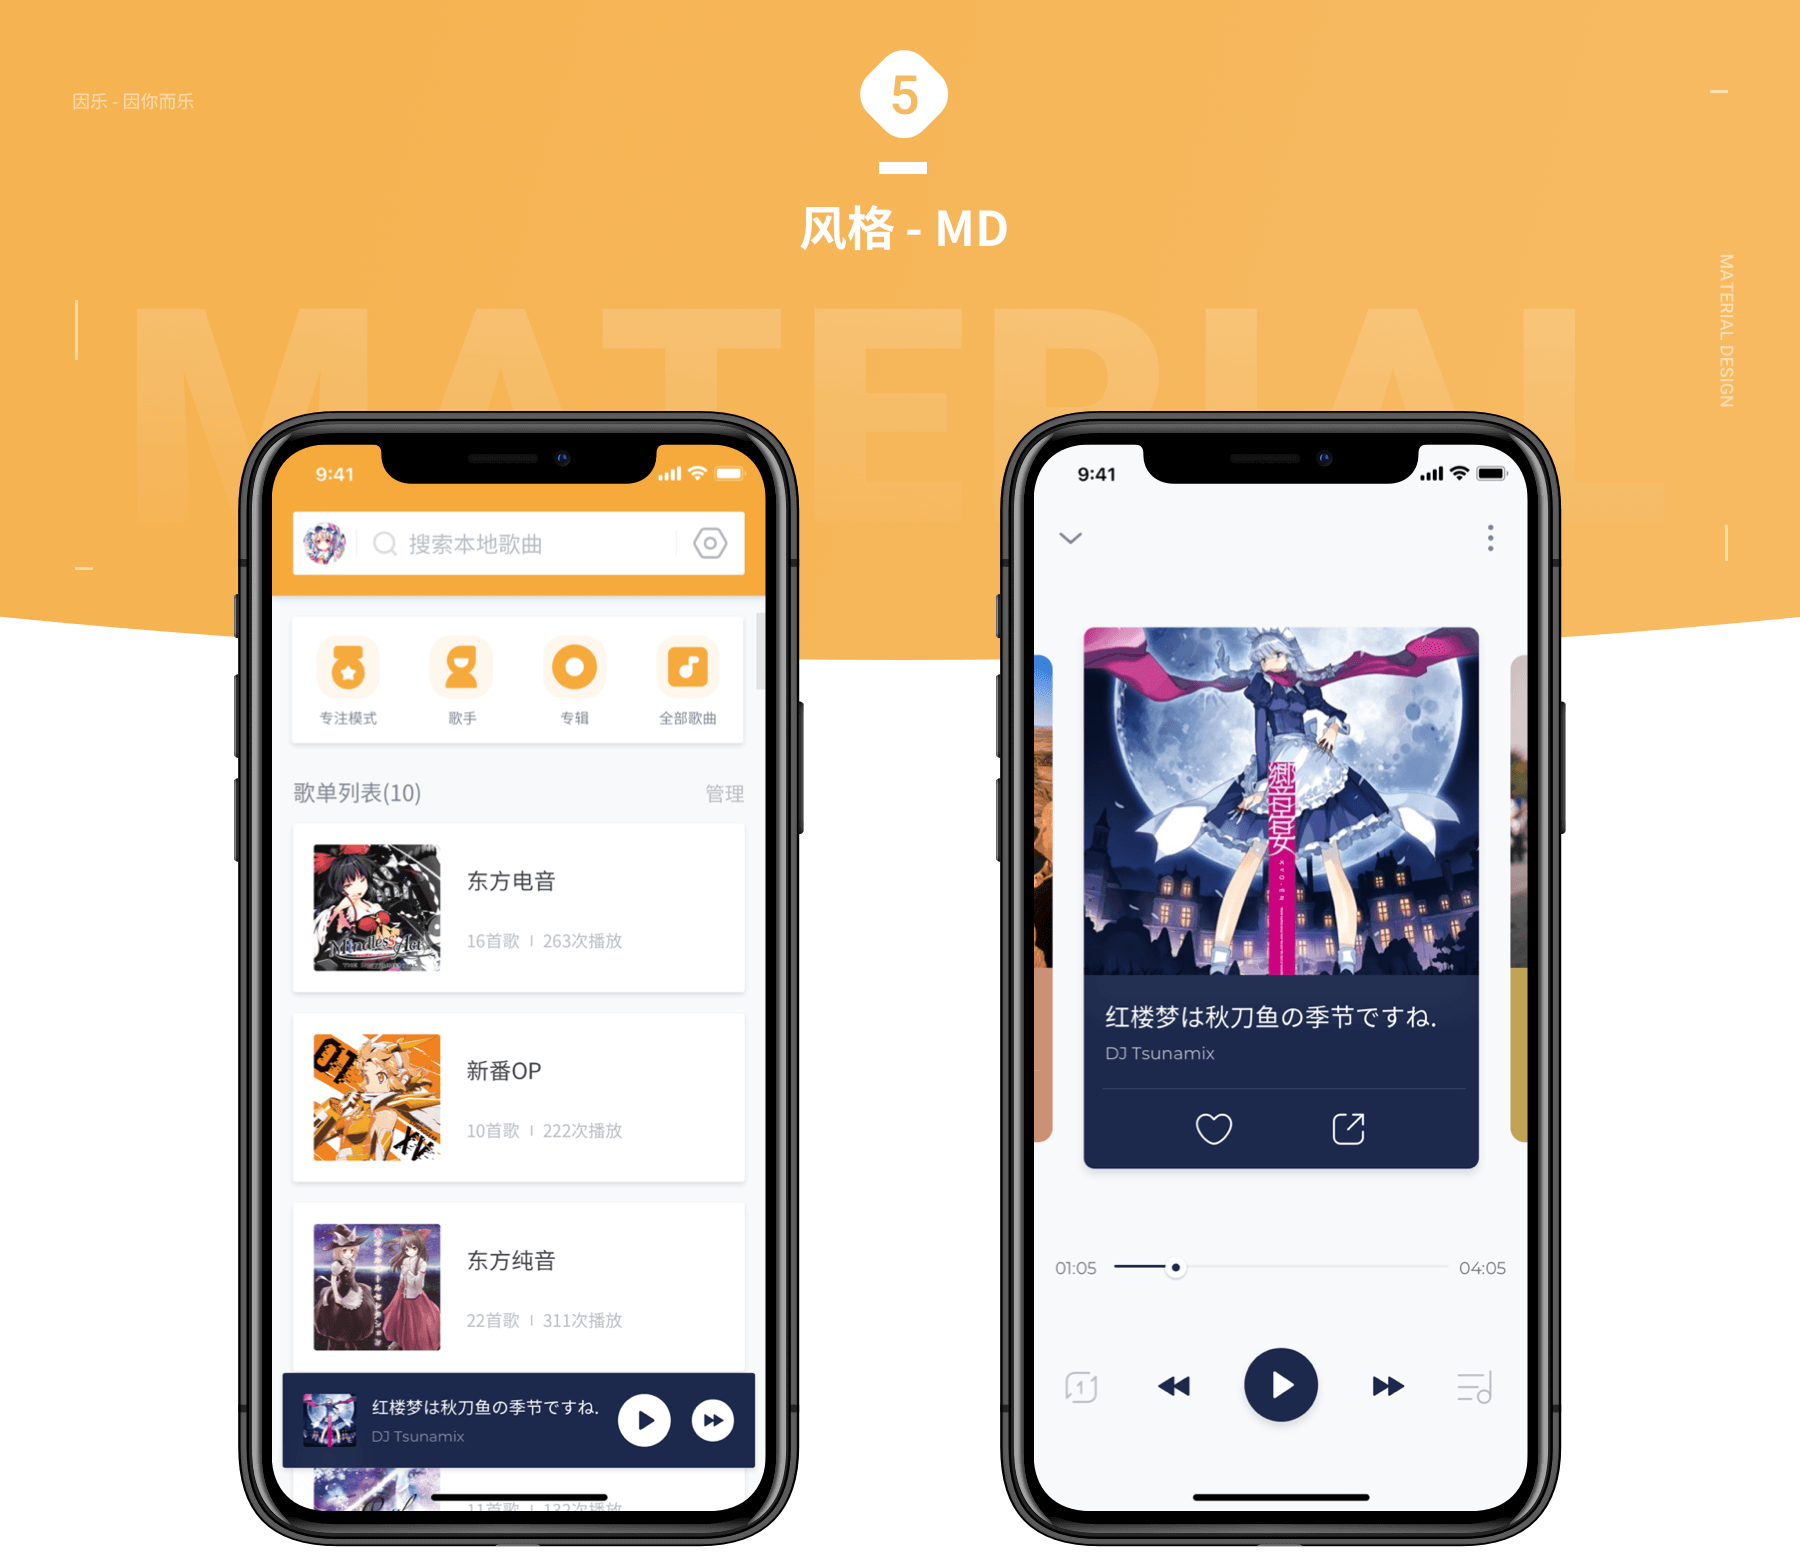 因乐 - 因你而乐
5
风格 - MD
MATERIAL DESIGN
MATERIAL
9:41
搜索本地歌曲
专注模式
歌手
专辑
全部歌曲
歌单列表(10)
管理
东方电音
16首歌 | 263次播放
新番OP
10首歌 | 222次播放
东方纯音
22首歌 | 311次播放
红楼梦は秋刀鱼の季节ですね.
DJ Tsunamix
11首歌 | 132次播放
9:41
红楼梦は秋刀鱼の季节ですね.
DJ Tsunamix
01:05
04:05
1